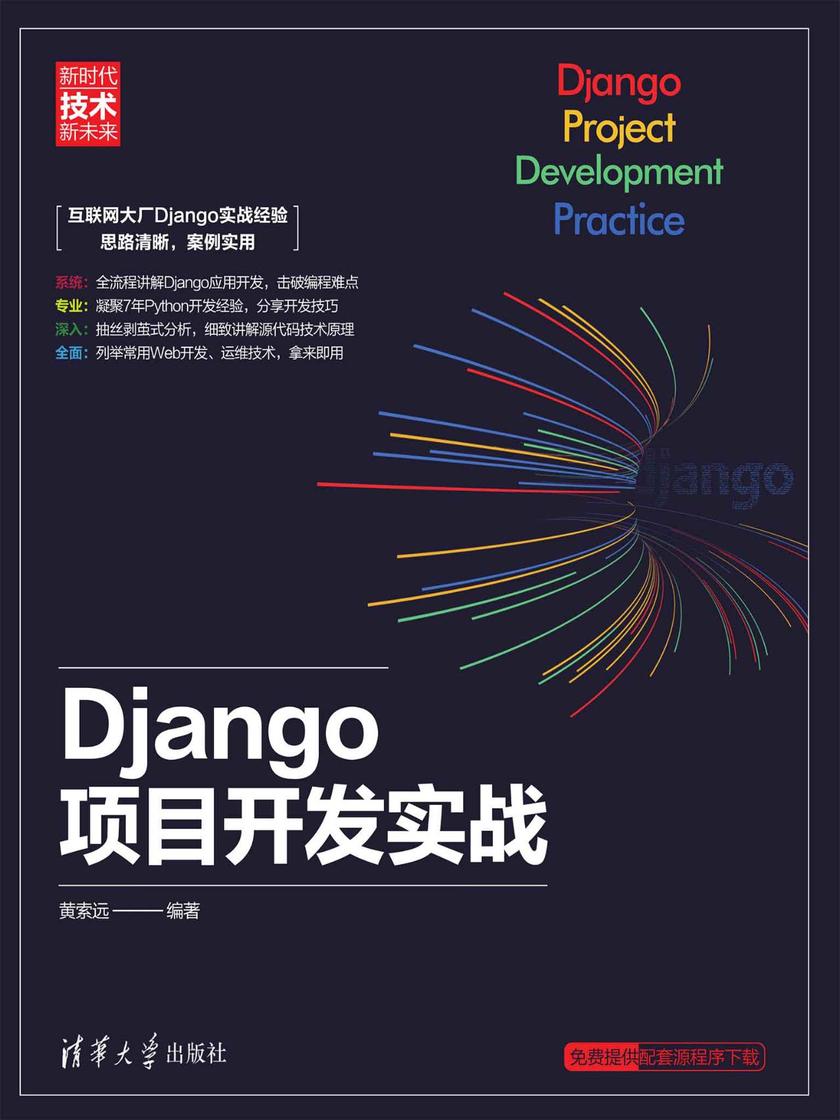 新时代
技术
新未来
Django
Project
Development
Practice
互联网大厂Django实战经验
思路清晰，案例实用
系统：全流程讲解Django应用开发，击破编程难点
专业：凝聚7年Python开发经验，分享开发技巧
深入：抽丝剥茧式分析，细致讲解源代码技术原理
全面：列举常用Web开发、运维技术，拿来即用
django
Django
项目开发实战
黄索远——编著
清华大学出版社
免费提供配套源程序下载